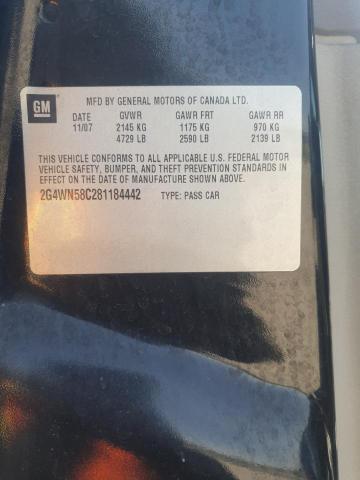 GM
MFD BY GENERAL MOTORS OF CANADA LTD.
DATE GVWR GAWR FRT GAWR RR
11/07 2145 KG 1175 KG 970 KG
4729 LB 2590 LB 2139 LB
THIS VEHICLE CONFORMS TO ALL APPLICABLE U.S. FEDERAL MOTOR
VEHICLE SAFETY, BUMPER, AND THEFT PREVENTION STANDARDS IN
EFFECT ON THE DATE OF MANUFACTURE SHOWN ABOVE.
2G4WN58C281184442 TYPE: PASS CAR